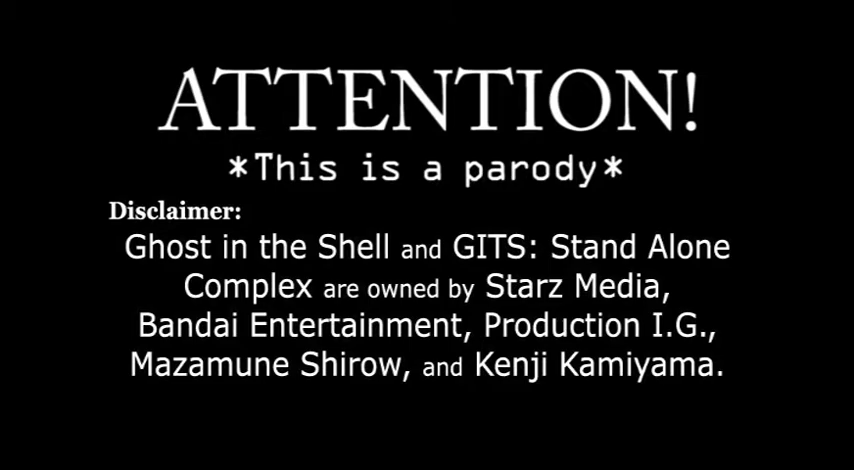 ATTENTION!
*This is a parody*
Disclaimer:
Ghost in the Shell and GITS: Stand Alone
Complex are owned by Starz Media,
Bandai Entertainment, Production I.G.,
Mazamune Shirow, and Kenji Kamiyama.